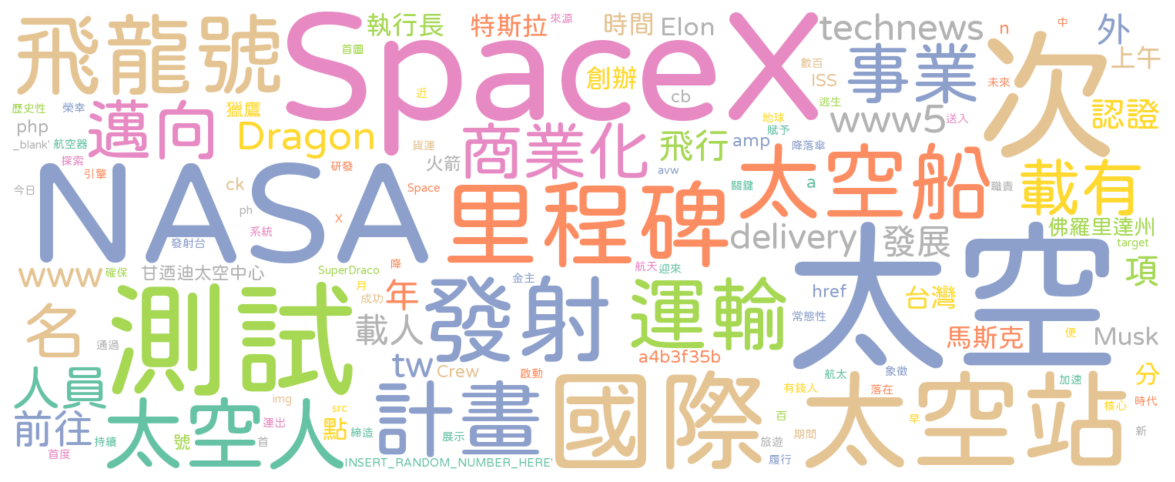 飛龍號
SpaceX
執行長
特斯拉
來源
時間
Elon
technews
n
中
外
上午
首圖
近
創辦
數百
ISS
cb
逃生
事業
未來
次
歷史性
榮幸
獵鷹
邁向
Dragon
php
_blank'
航空器
探索
引擎
貨運
商業化
火箭
飛行
avw
地球
賦予
amp
降落傘
www5
送入
認證
今日
NASA
ck
研發
Space
ph
X
系統
發射台
里程碑
關鍵
a
太空船
職責
載有
佛羅里達州
target
www
確保
甘迺迪太空中心
SuperDraco
降
月
成功
金主
航天
迎來
delivery
發展
太空
項
名
測試
年
載人
發射
運輸
href
常態性
台灣
馬斯克
便
Musk
通過
tw
Crew
啟動
a4b3f35b
象徵
人員
前往
首度
持續
太空人
號
運出
首
img
src
點
締造
計畫
展示
INSERT_RANDOM_NUMBER_HERE'
國際
太空站
航太
有錢人
落在
百
早
旅遊
期間
履行
加速
分
核心
時代
新